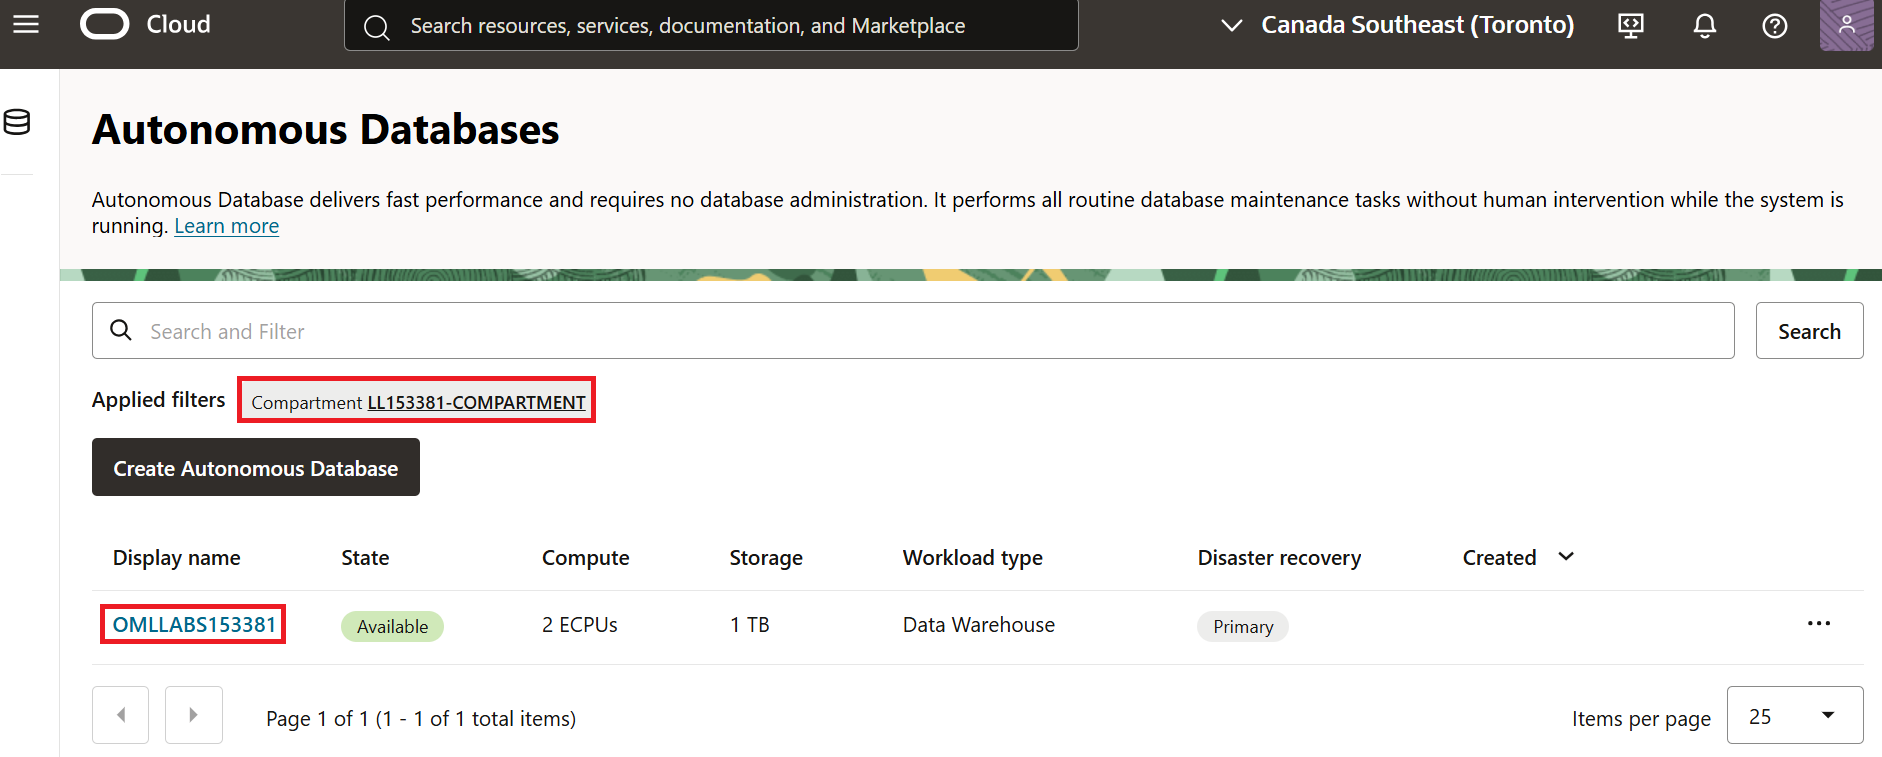 Cloud
Search resources, services, documentation, and Marketplace
Canada Southeast (Toronto)
Autonomous Databases
Autonomous Database delivers fast performance and requires no database administration. It performs all routine database maintenance tasks without human intervention while the system is
running. Learn more
Search and Filter
Search
Applied filters Compartment LL153381-COMPARTMENT
Create Autonomous Database
Display name State Compute Storage Workload type Disaster recovery Created
OMLLABS153381 Available 2 ECPUs 1 TB Data Warehouse Primary
Page 1 of 1 (1 - 1 of 1 total items) Items per page 25